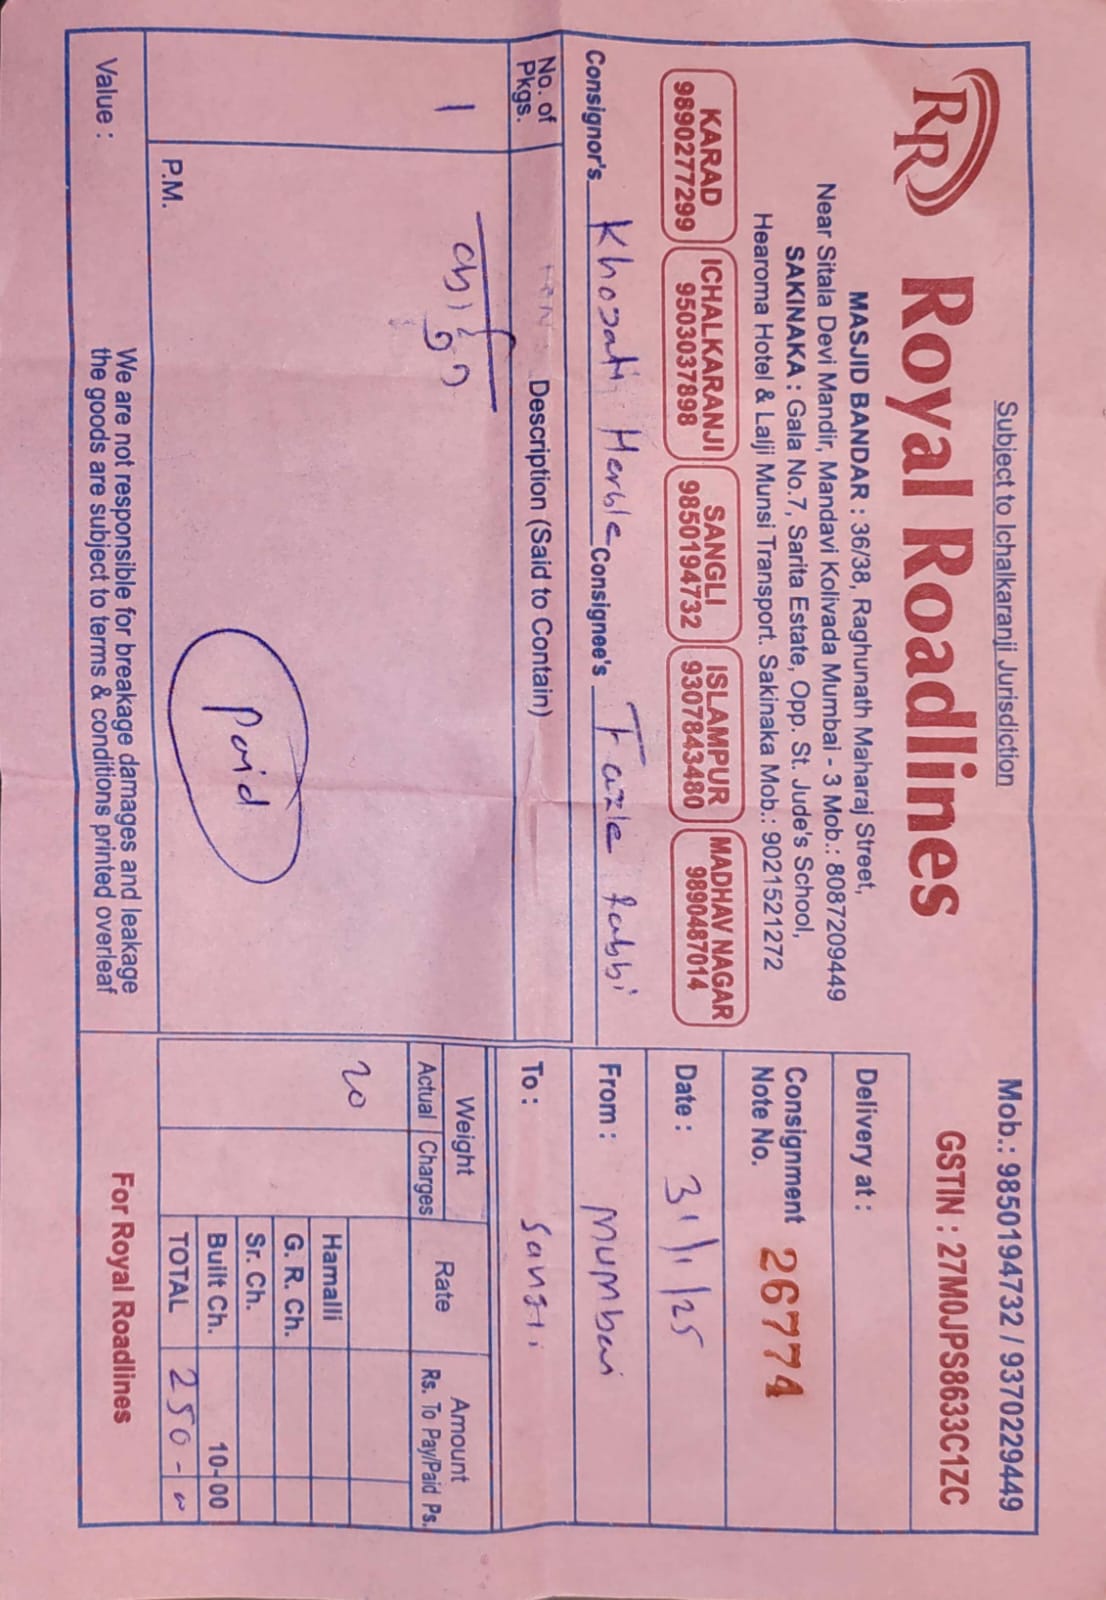 Subject to Ichalkaranji Jurisdiction
Mob.: 9850194732 / 9370229449
RR Royal Roadlines
GSTIN : 27M0JPS8633C1ZC
MASJID BANDAR : 36/38, Raghunath Maharaj Street,
Near Sitala Devi Mandir, Mandavi Kolivada Mumbai - 3 Mob.: 8087209449
SAKINAKA : Gala No.7, Sarita Estate, Opp. St. Jude's School,
Hearoma Hotel & Lalji Munsi Transport. Sakinaka Mob.: 9021521272
KARAD
9890277299
ICHALKARANJI
9503037898
SANGLI
9850194732
ISLAMPUR
9307843480
MADHAV NAGAR
9890487014
Delivery at :
Consignment Note No. 26774
Date : 31/1/25
Consignor's Khojati Herble Consignee's Fazle rabbi
From : Mumbai
To : Sangli
No. of Pkgs.
Description (Said to Contain)
Weight
Actual Charges
Rate
Amount
Rs. To Pay/Paid Ps.
1
20
Hamalli
G. R. Ch.
Sr. Ch.
Built Ch. 10-00
TOTAL 250-00
Paid
P.M.
Value :
We are not responsible for breakage damages and leakage
the goods are subject to terms & conditions printed overleaf
For Royal Roadlines